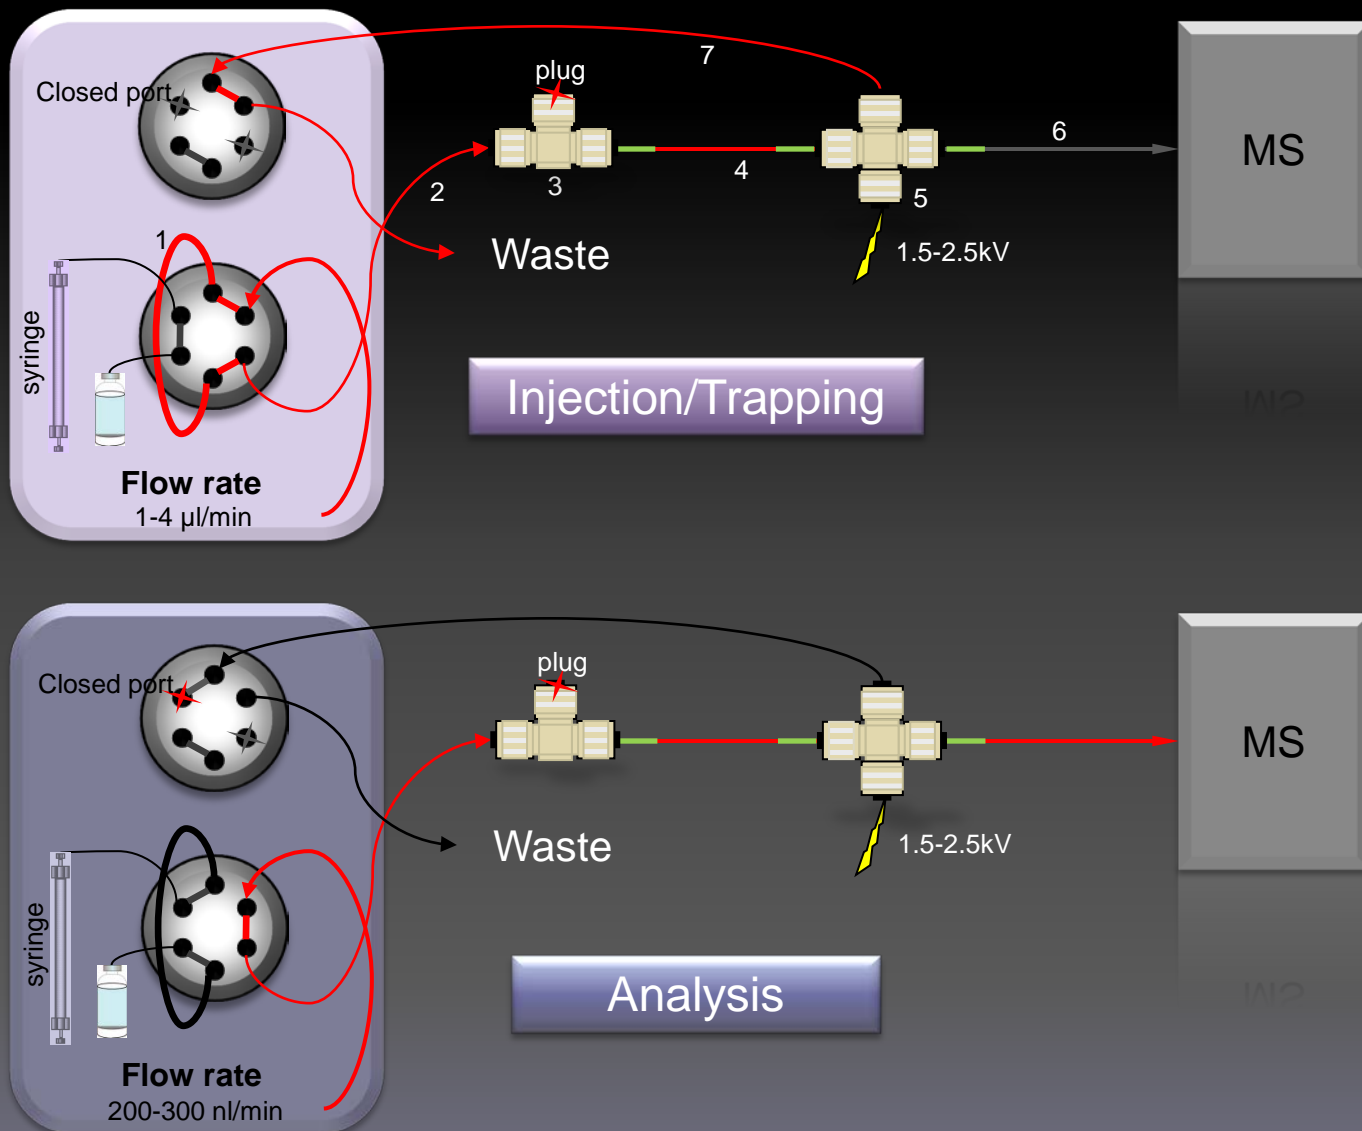 7
plug
Closed port
6
MS
4
2
3
5
1
Waste
1.5-2.5kV
syringe
Injection/Trapping
Flow rate
1-4 µl/min
plug
Closed port
MS
Waste
1.5-2.5kV
syringe
Analysis
Flow rate
200-300 nl/min